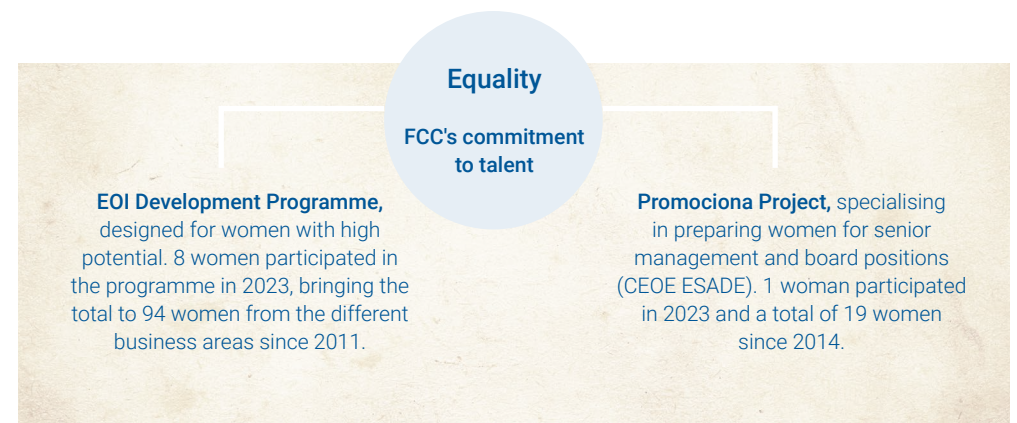 Equality
FCC's commitment
to talent
EOI Development Programme,
designed for women with high
potential. 8 women participated in
the programme in 2023, bringing the
total to 94 women from the different
business areas since 2011.
Promociona Project, specialising
in preparing women for senior
management and board positions
(CEOE ESADE). 1 woman participated
in 2023 and a total of 19 women
since 2014.